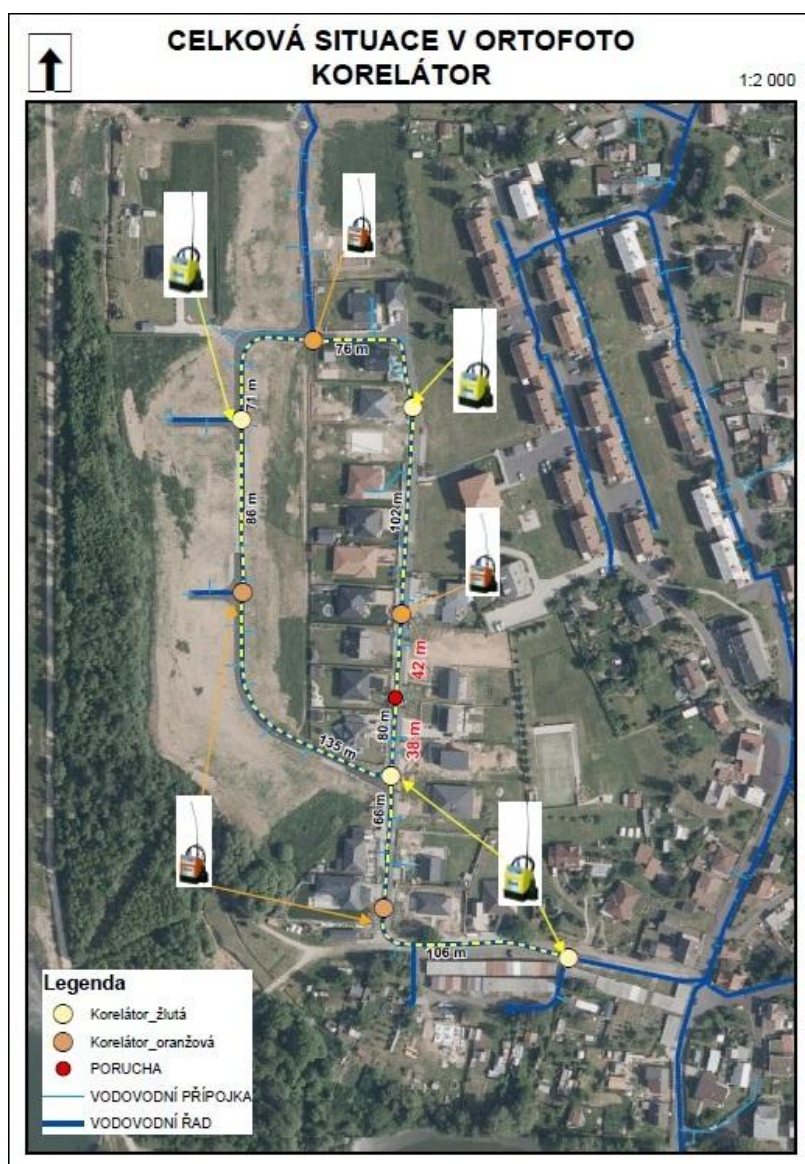 CELKOVÁ SITUACE V ORTOFOTO
KORELÁTOR
1:2 000
76 m
71 m
86 m
102 m
42 m
80 m
38 m
135 m
66 m
106 m
Legenda
Korelátor_žlutá
Korelátor_oranžová
PORUCHA
VODOVODNÍ PŘÍPOJKA
VODOVODNÍ ŘAD